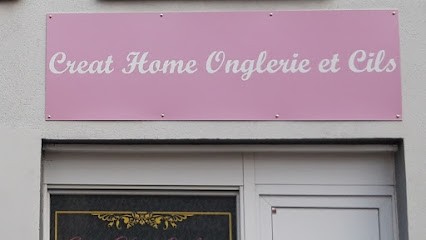 Creat Home Onglerie et Cils